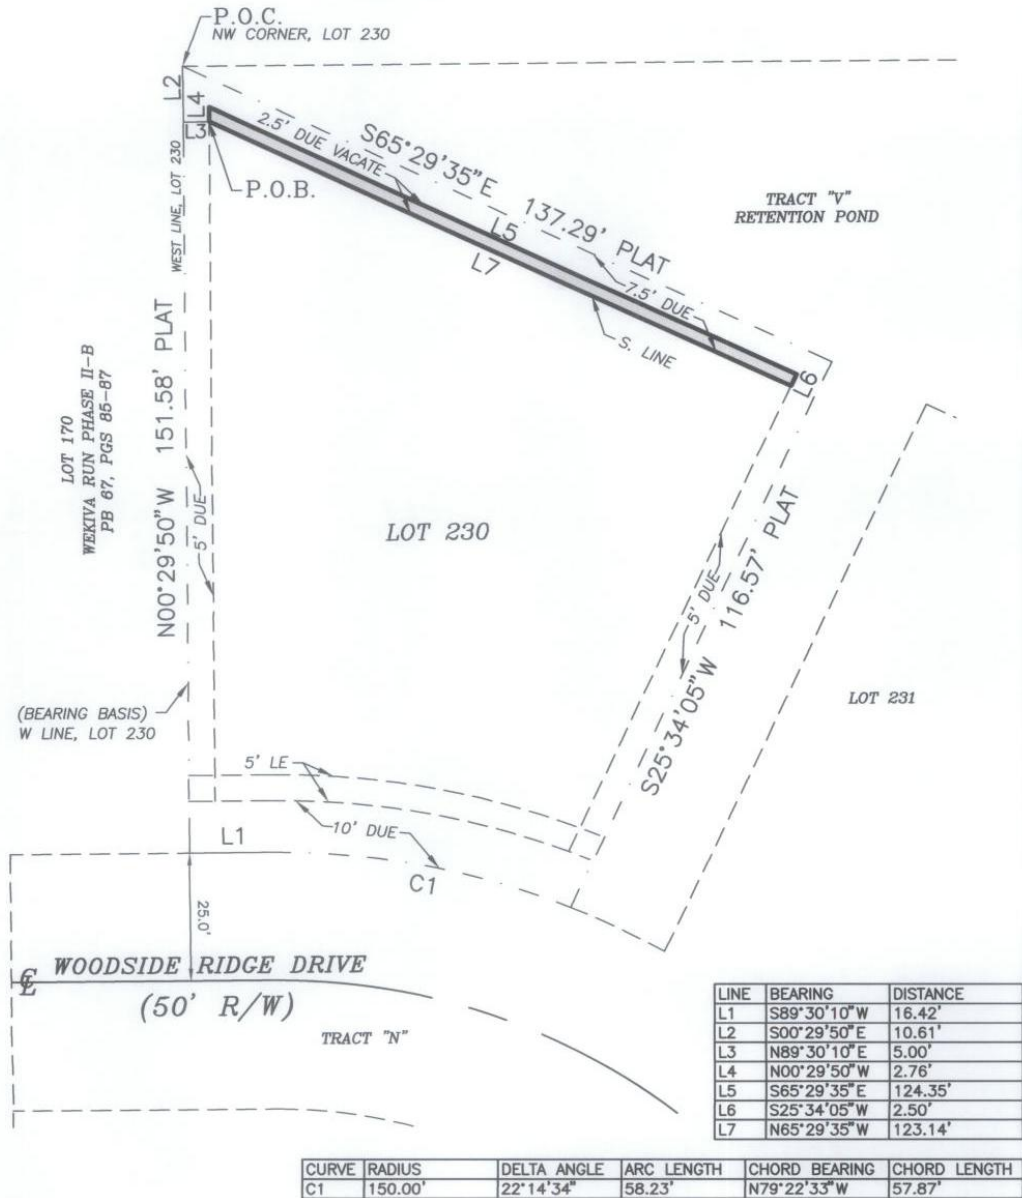 P.O.C.
NW CORNER, LOT 230
L2
L4
L3
2.5' DUE VACATE
S65°29'35"E
137.29' PLAT
P.O.B.
WEST LINE, LOT 230
TRACT "V"
RETENTION POND
L5
L7
7.5' DUE
S. LINE
L6
LOT 170
WEKIVA RUN PHASE II-B
PB 67, PGS 85-87
N00°29'50"W 151.58' PLAT
5' DUE
LOT 230
5' DUE
S25°34'05"W 116.57' PLAT
LOT 231
(BEARING BASIS)
W LINE, LOT 230
5' LE
10' DUE
L1
C1
25.0'
℄ WOODSIDE RIDGE DRIVE
(50' R/W)
TRACT "N"
LINE BEARING DISTANCE
L1 S89°30'10"W 16.42'
L2 S00°29'50"E 10.61'
L3 N89°30'10"E 5.00'
L4 N00°29'50"W 2.76'
L5 S65°29'35"E 124.35'
L6 S25°34'05"W 2.50'
L7 N65°29'35"W 123.14'
CURVE RADIUS DELTA ANGLE ARC LENGTH CHORD BEARING CHORD LENGTH
C1 150.00' 22°14'34" 58.23' N79°22'33"W 57.87'